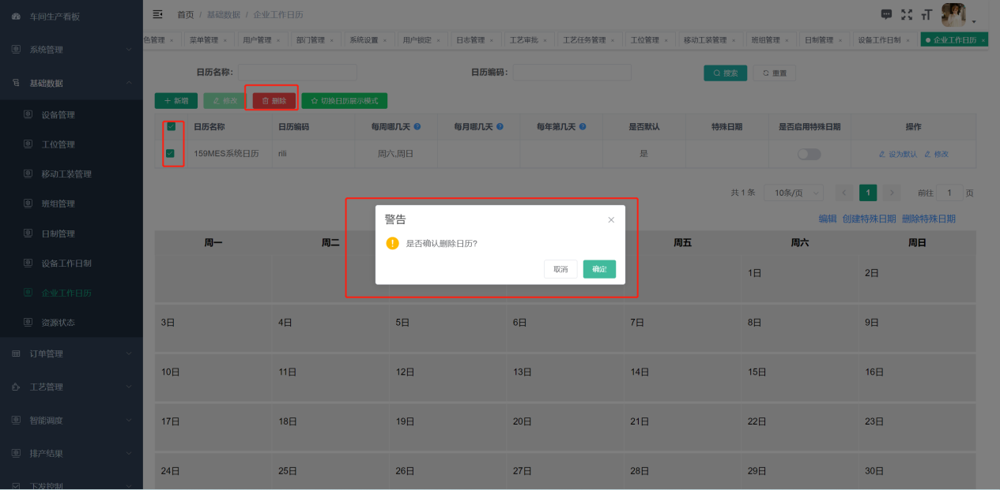 车间生产看板
系统管理
基础数据
设备管理
工位管理
移动工装管理
班组管理
日制管理
设备工作日制
企业工作日历
资源状态
订单管理
工艺管理
智能调度
排产结果
下发控制
首页 / 基础数据 / 企业工作日历
色管理 × 菜单管理 × 用户管理 × 部门管理 × 系统设置 × 用户锁定 × 日志管理 × 工艺审批 × 工艺任务管理 × 工位管理 × 移动工装管理 × 班组管理 × 日制管理 × 设备工作日制 × 企业工作日历 ×
日历名称: 日历编码: 搜索 重置
+ 新增 修改 删除 切换日历展示模式
日历名称 日历编码 每周哪几天 ? 每月哪几天 ? 每年第几天 ? 是否默认 特殊日期 是否启用特殊日期 操作
159MES系统日历 rili 周六,周日 是 设为默认 修改
共 1 条 10条/页 < 1 > 前往 1 页
编辑 创建特殊日期 删除特殊日期
警告 ×
! 是否确认删除日历?
取消 确定
周一 周二 周五 周六 周日
1日 2日
3日 4日 5日 6日 7日 8日 9日
10日 11日 12日 13日 14日 15日 16日
17日 18日 19日 20日 21日 22日 23日
24日 25日 26日 27日 28日 29日 30日